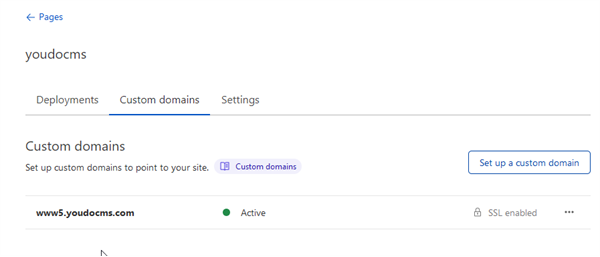 ← Pages
youdocms
Deployments Custom domains Settings
Custom domains
Set up custom domains to point to your site. Custom domains
Set up a custom domain
www5.youdocms.com Active SSL enabled ...